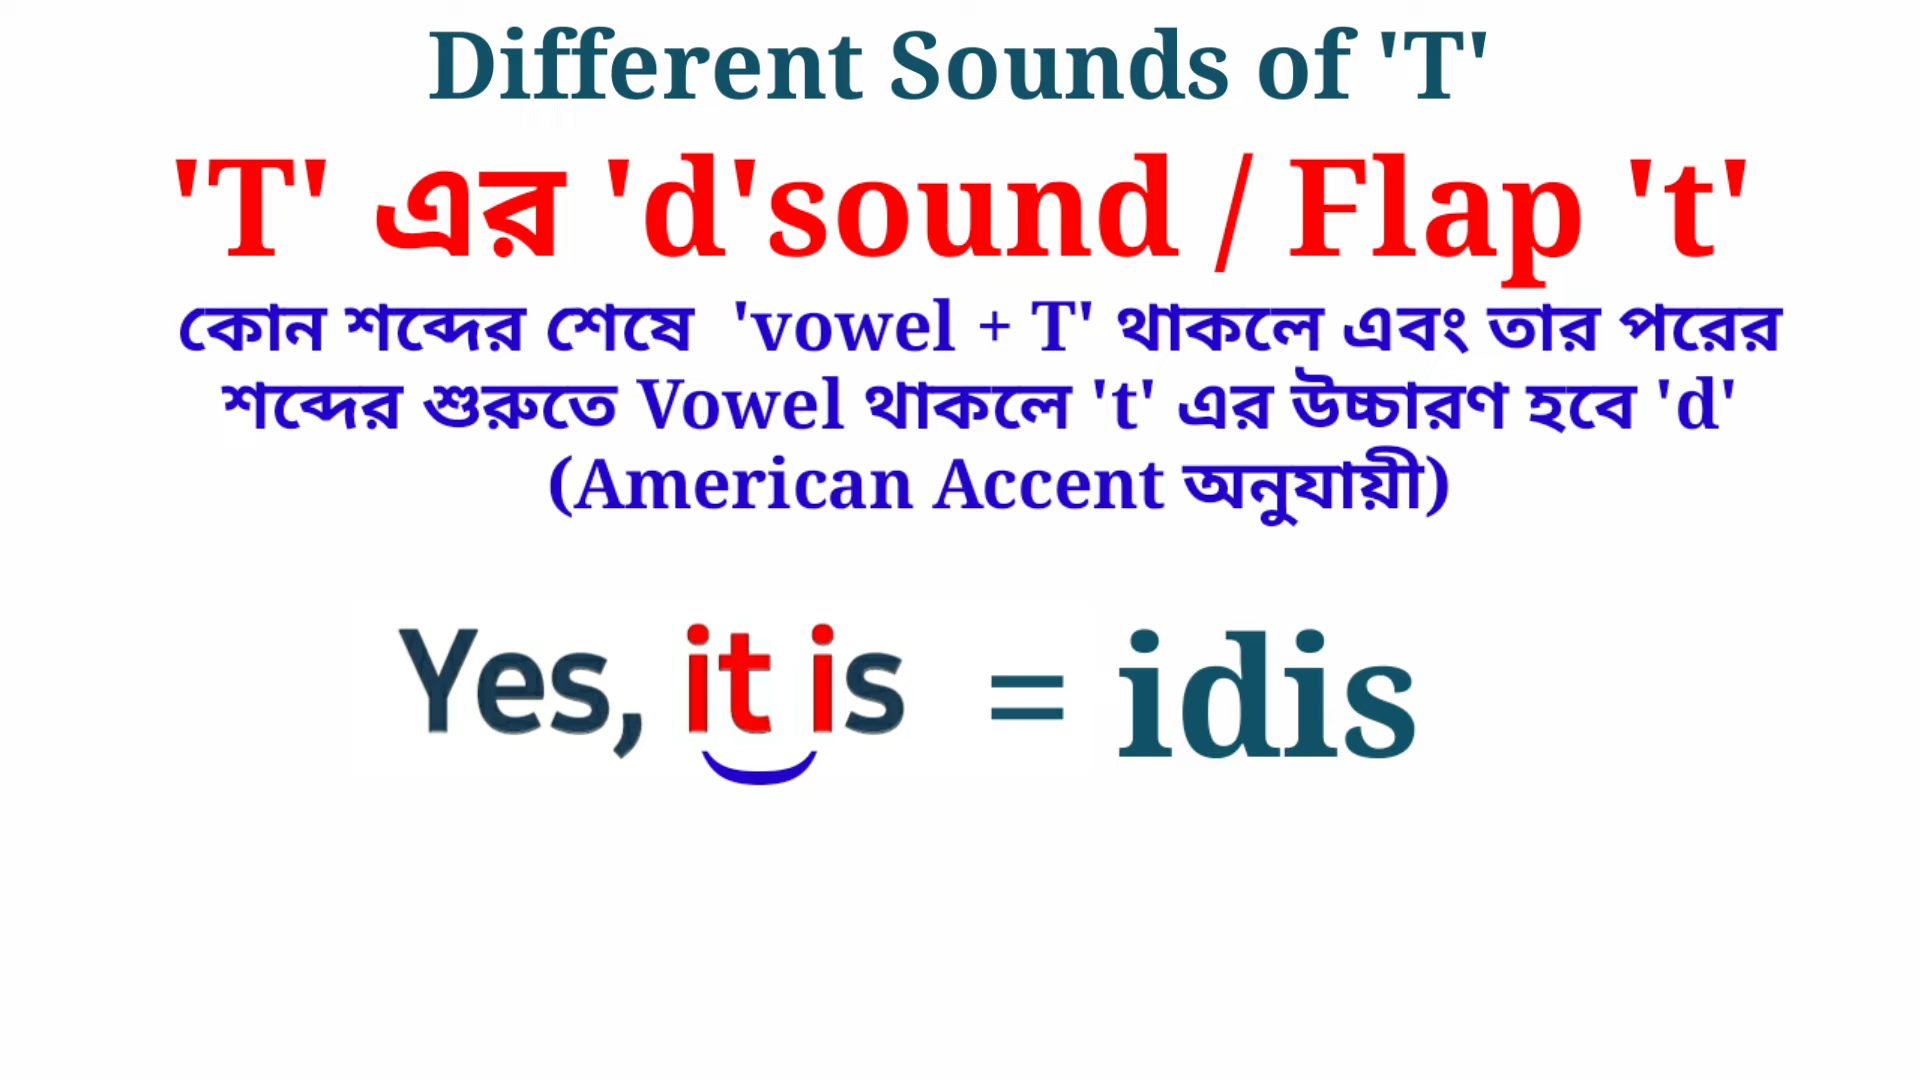 Different Sounds of 'T'
'T' এর 'd'sound / Flap 't'
কোন শব্দের শেষে 'vowel + T' থাকলে এবং তার পরের
শব্দের শুরুতে Vowel থাকলে 't' এর উচ্চারণ হবে 'd'
(American Accent অনুযায়ী)
Yes, it is = idis